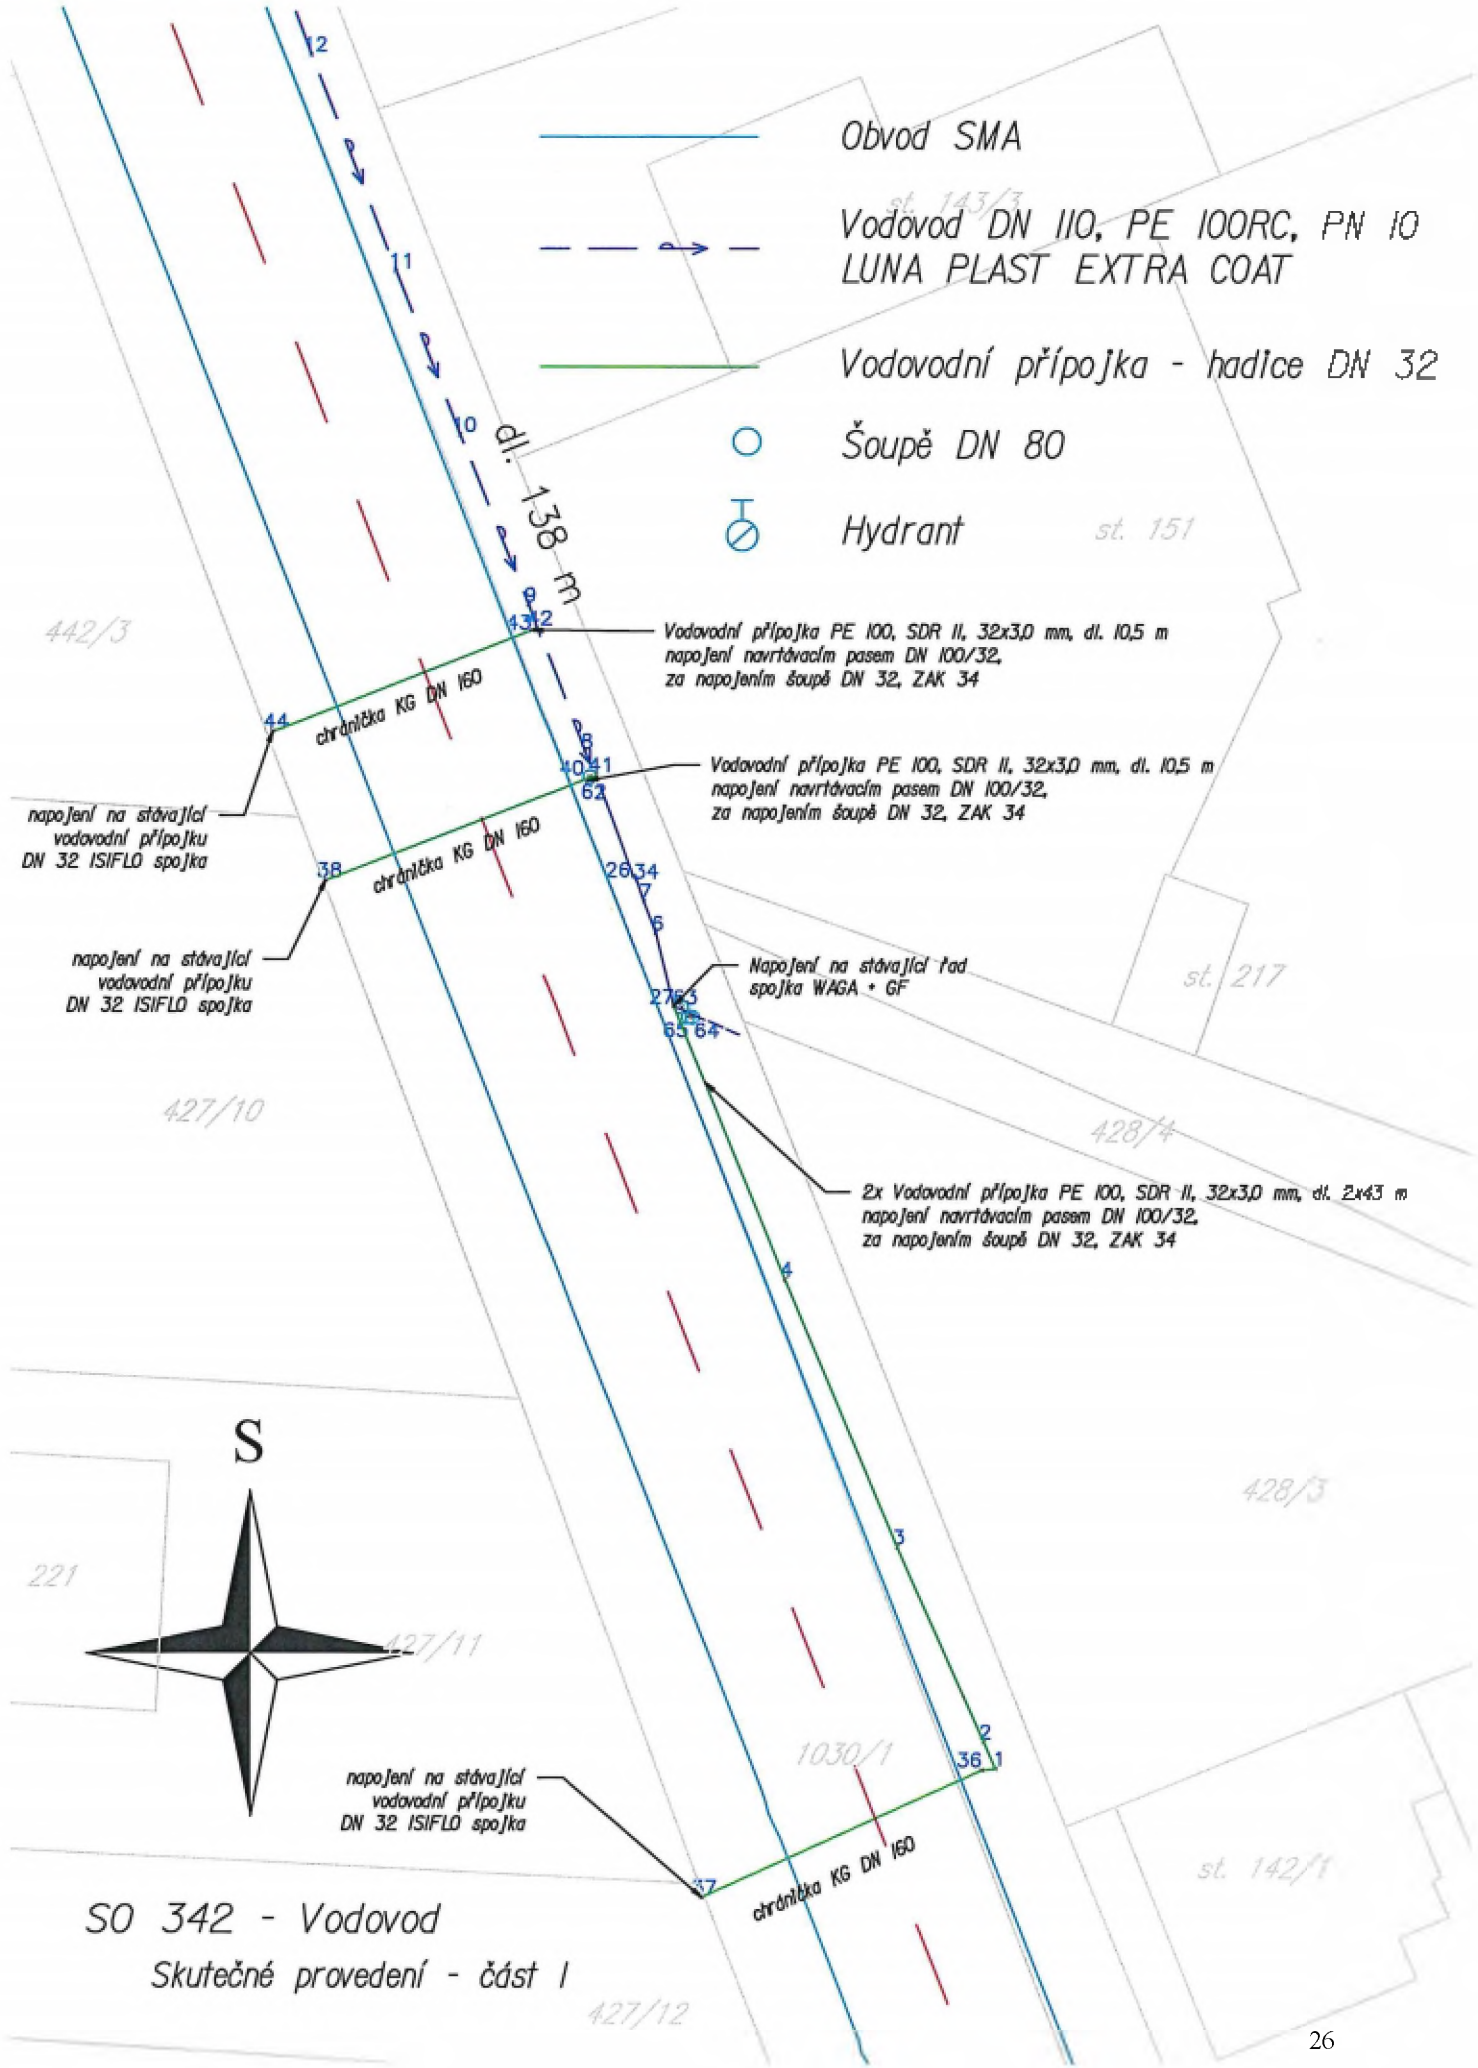 12
Obvod SMA
st. 143/3
Vodovod DN 110, PE 100RC, PN 10
LUNA PLAST EXTRA COAT
11
Vodovodní přípojka - hadice DN 32
10
dl. 138 m
Šoupě DN 80
Hydrant
st. 151
9
43
42
442/3
Vodovodní přípojka PE 100, SDR 11, 32x3,0 mm, dl. 10,5 m
napojení navrtávacím pasem DN 100/32,
za napojením šoupě DN 32, ZAK 34
44
chránička KG DN 160
8
40
41
62
Vodovodní přípojka PE 100, SDR 11, 32x3,0 mm, dl. 10,5 m
napojení navrtávacím pasem DN 100/32,
za napojením šoupě DN 32, ZAK 34
napojení na stávající
vodovodní přípojku
DN 32 ISIFLO spojka
38
chránička KG DN 160
26
34
7
6
napojení na stávající
vodovodní přípojku
DN 32 ISIFLO spojka
Napojení na stávající řad
spojka WAGA + GF
st. 217
27
63
65
64
427/10
428/4
2x Vodovodní přípojka PE 100, SDR 11, 32x3,0 mm, dl. 2x43 m
napojení navrtávacím pasem DN 100/32,
za napojením šoupě DN 32, ZAK 34
4
S
428/3
3
221
427/11
2
1030/1
36
1
napojení na stávající
vodovodní přípojku
DN 32 ISIFLO spojka
37
chránička KG DN 160
st. 142/1
SO 342 - Vodovod
Skutečné provedení - část I
427/12
26